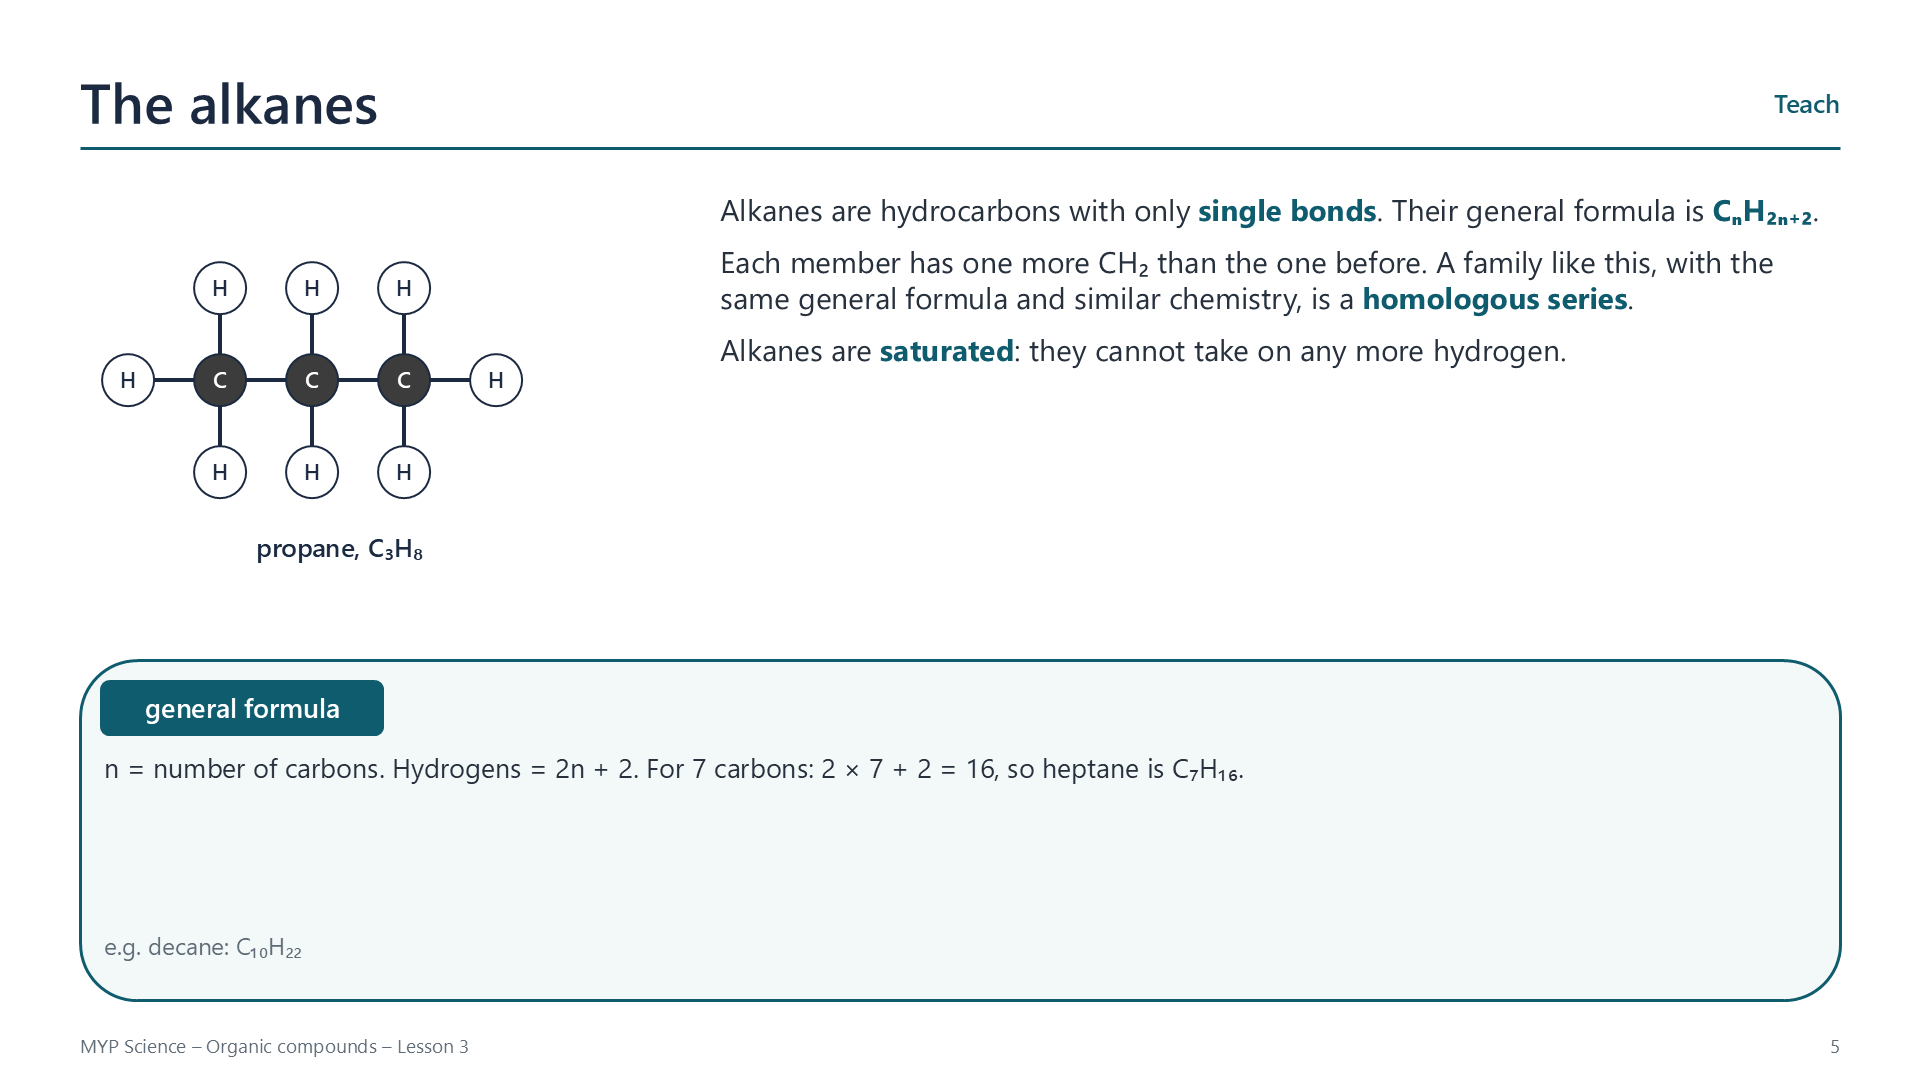 The alkanes
Teach
H H H
H C C C H
H H H
propane, C₃H₈
Alkanes are hydrocarbons with only single bonds. Their general formula is CₙH₂ₙ₊₂.
Each member has one more CH₂ than the one before. A family like this, with the
same general formula and similar chemistry, is a homologous series.
Alkanes are saturated: they cannot take on any more hydrogen.
general formula
n = number of carbons. Hydrogens = 2n + 2. For 7 carbons: 2 × 7 + 2 = 16, so heptane is C₇H₁₆.
e.g. decane: C₁₀H₂₂
MYP Science – Organic compounds – Lesson 3
5